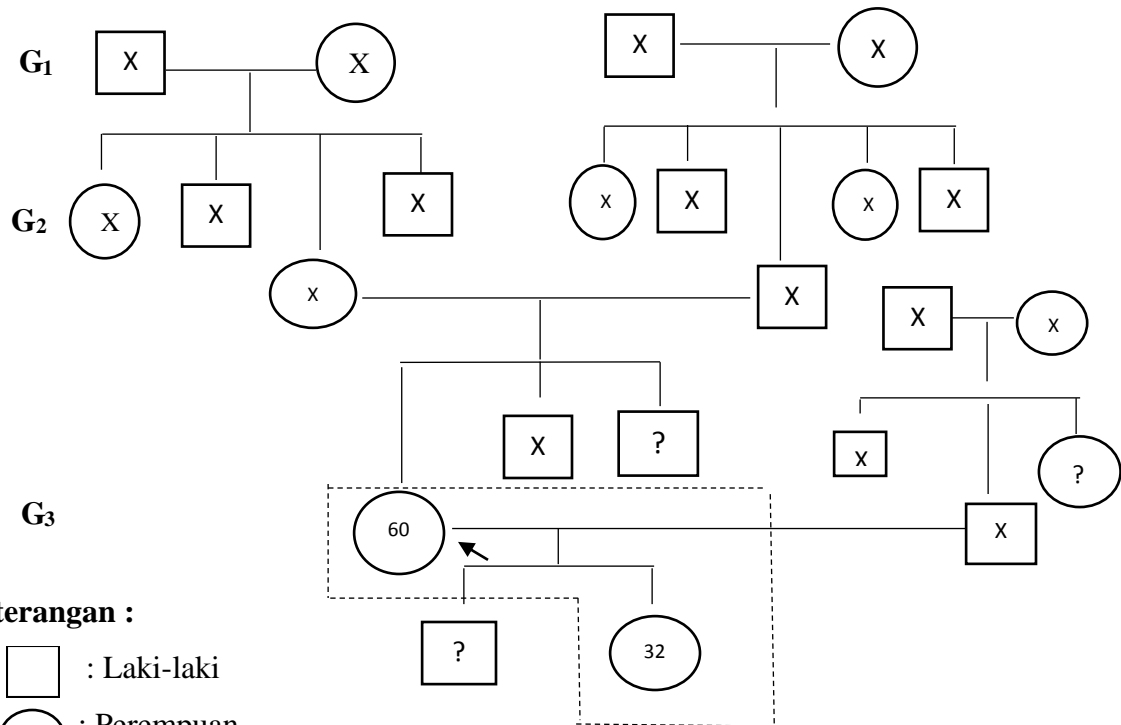 G1 X X X X
G2 X X X X X X X X
X X X X
X ? X ?
G3 60 X
terangan :
? 32
: Laki-laki
: Perempuan